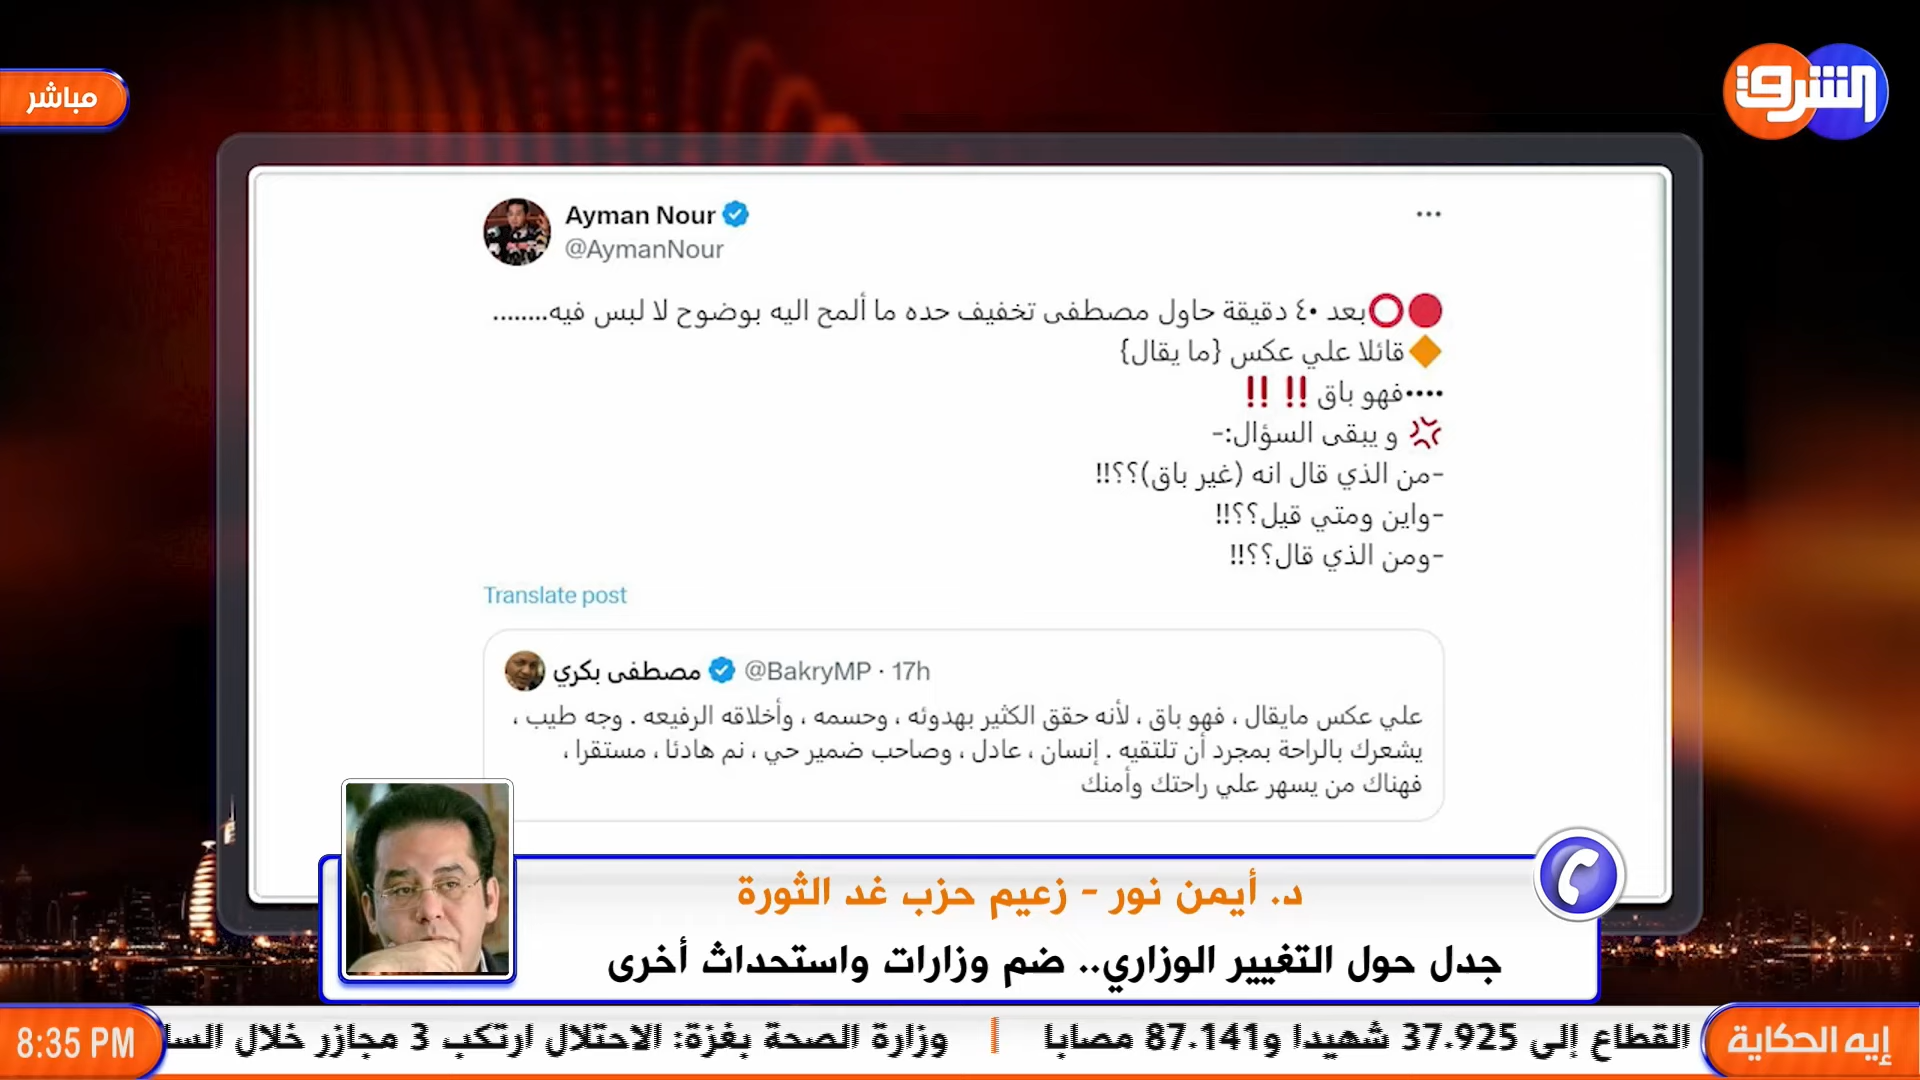 مباشر
الشرق
Ayman Nour
@AymanNour
بعد ٤٠ دقيقة حاول مصطفى تخفيف حده ما ألمح اليه بوضوح لا لبس فيه........
قائلا علي عكس {ما يقال}
••••فهو باق ‼️ ‼️
و يبقى السؤال:-
-من الذي قال انه (غير باق)؟؟!!
-واين ومتي قيل؟؟!!
-ومن الذي قال؟؟!!
Translate post
مصطفى بكري @BakryMP · 17h
علي عكس مايقال ، فهو باق ، لأنه حقق الكثير بهدوئه ، وحسمه ، وأخلاقه الرفيعه . وجه طيب ،
يشعرك بالراحة بمجرد أن تلتقيه . إنسان ، عادل ، وصاحب ضمير حي ، نم هادئا ، مستقرا ،
فهناك من يسهر علي راحتك وأمنك
د. أيمن نور - زعيم حزب غد الثورة
جدل حول التغيير الوزاري.. ضم وزارات واستحداث أخرى
إيه الحكاية
القطاع إلى 37.925 شهيدا و87.141 مصابا | وزارة الصحة بغزة: الاحتلال ارتكب 3 مجازر خلال
8:35 PM